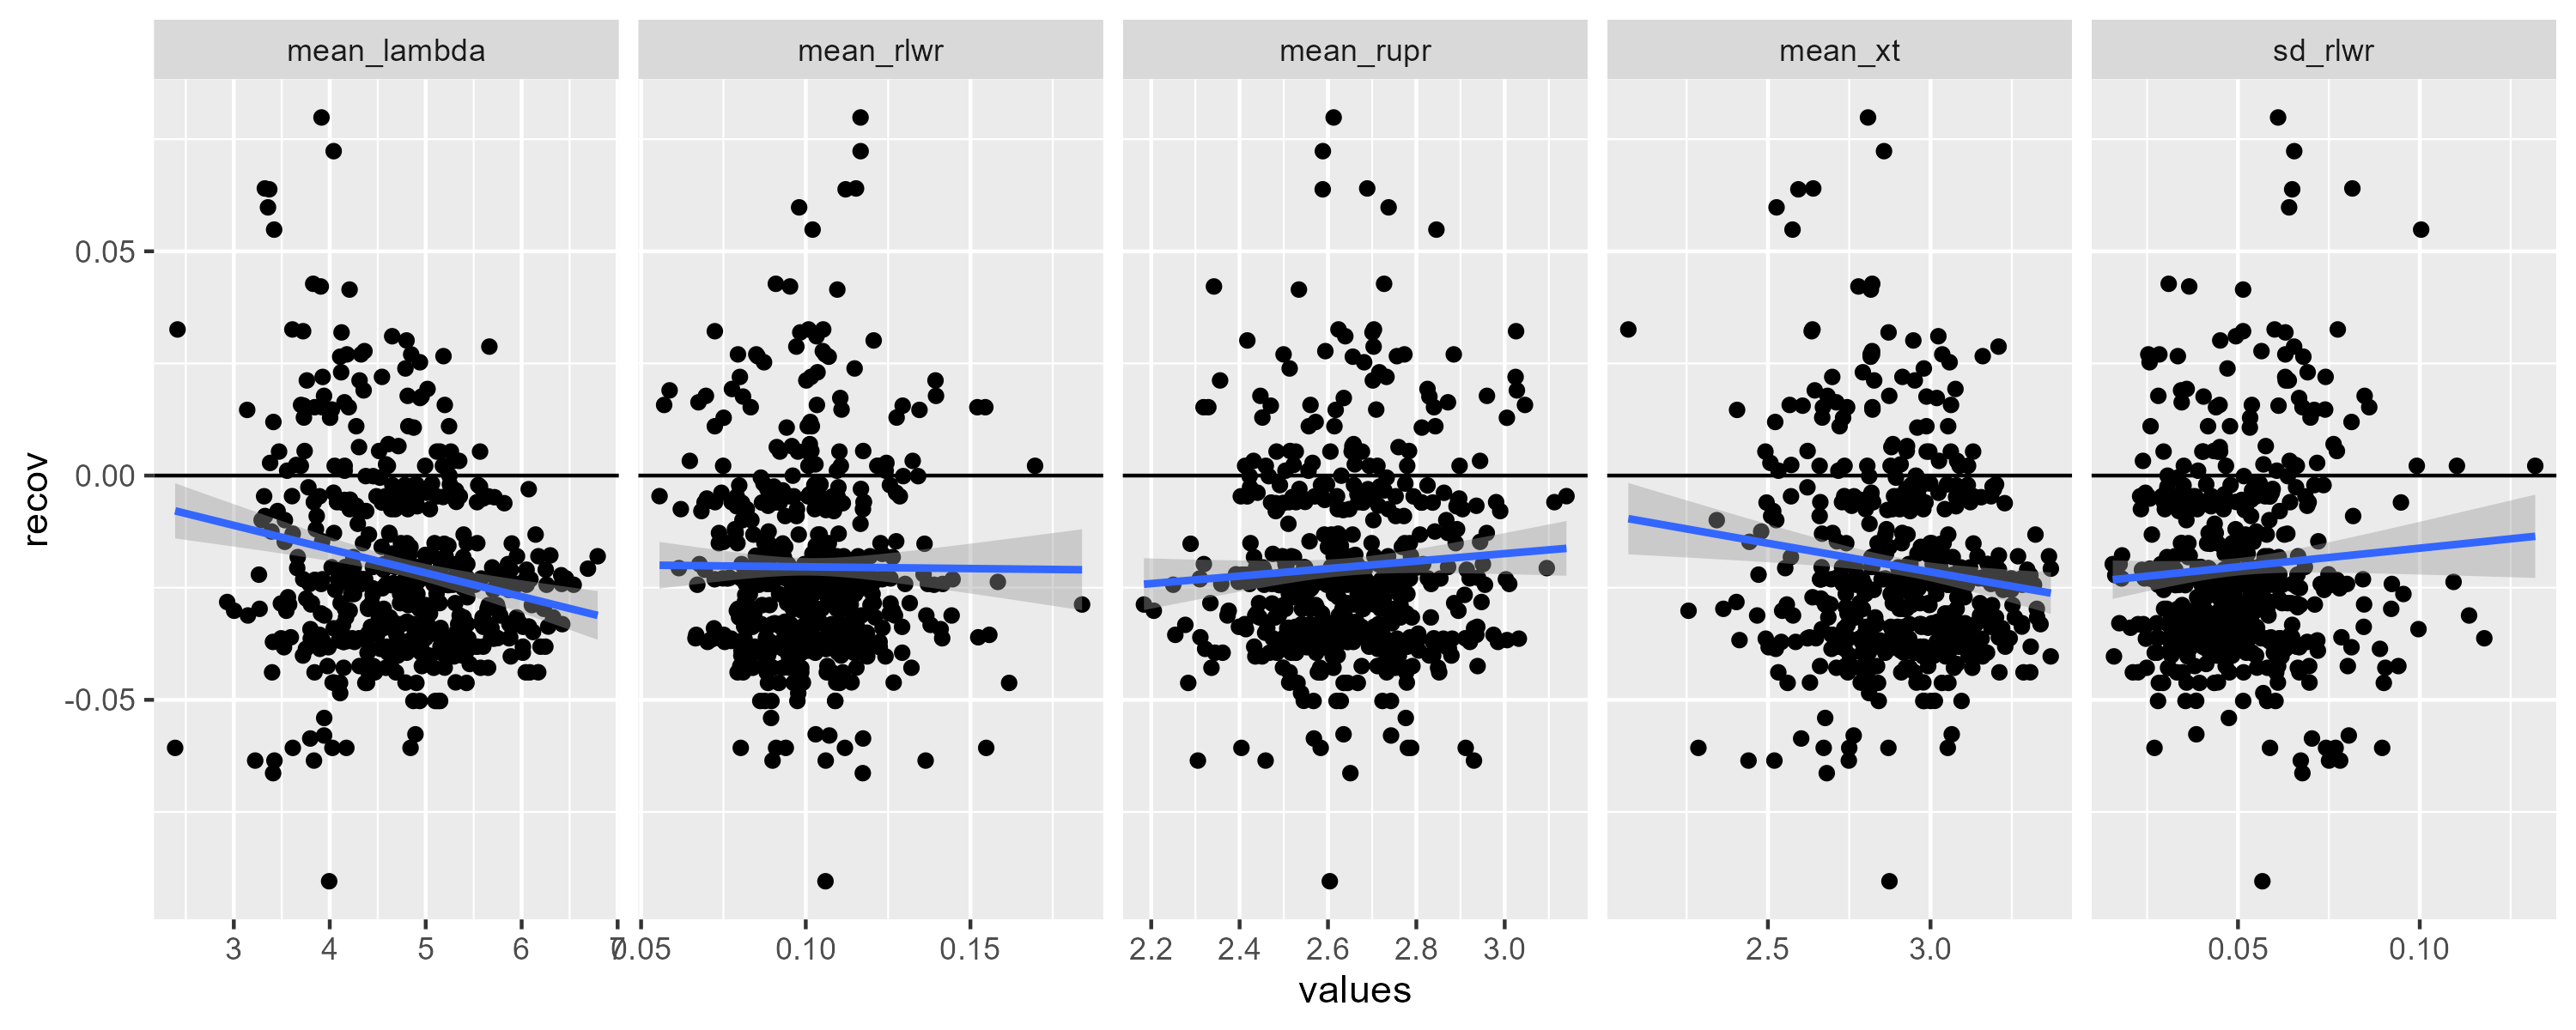 mean_lambda mean_rlwr mean_rupr mean_xt sd_rlwr
recov
0.05
0.00
-0.05
3 4 5 6 7 0.05 0.10 0.15 2.2 2.4 2.6 2.8 3.0 2.5 3.0 0.05 0.10
values